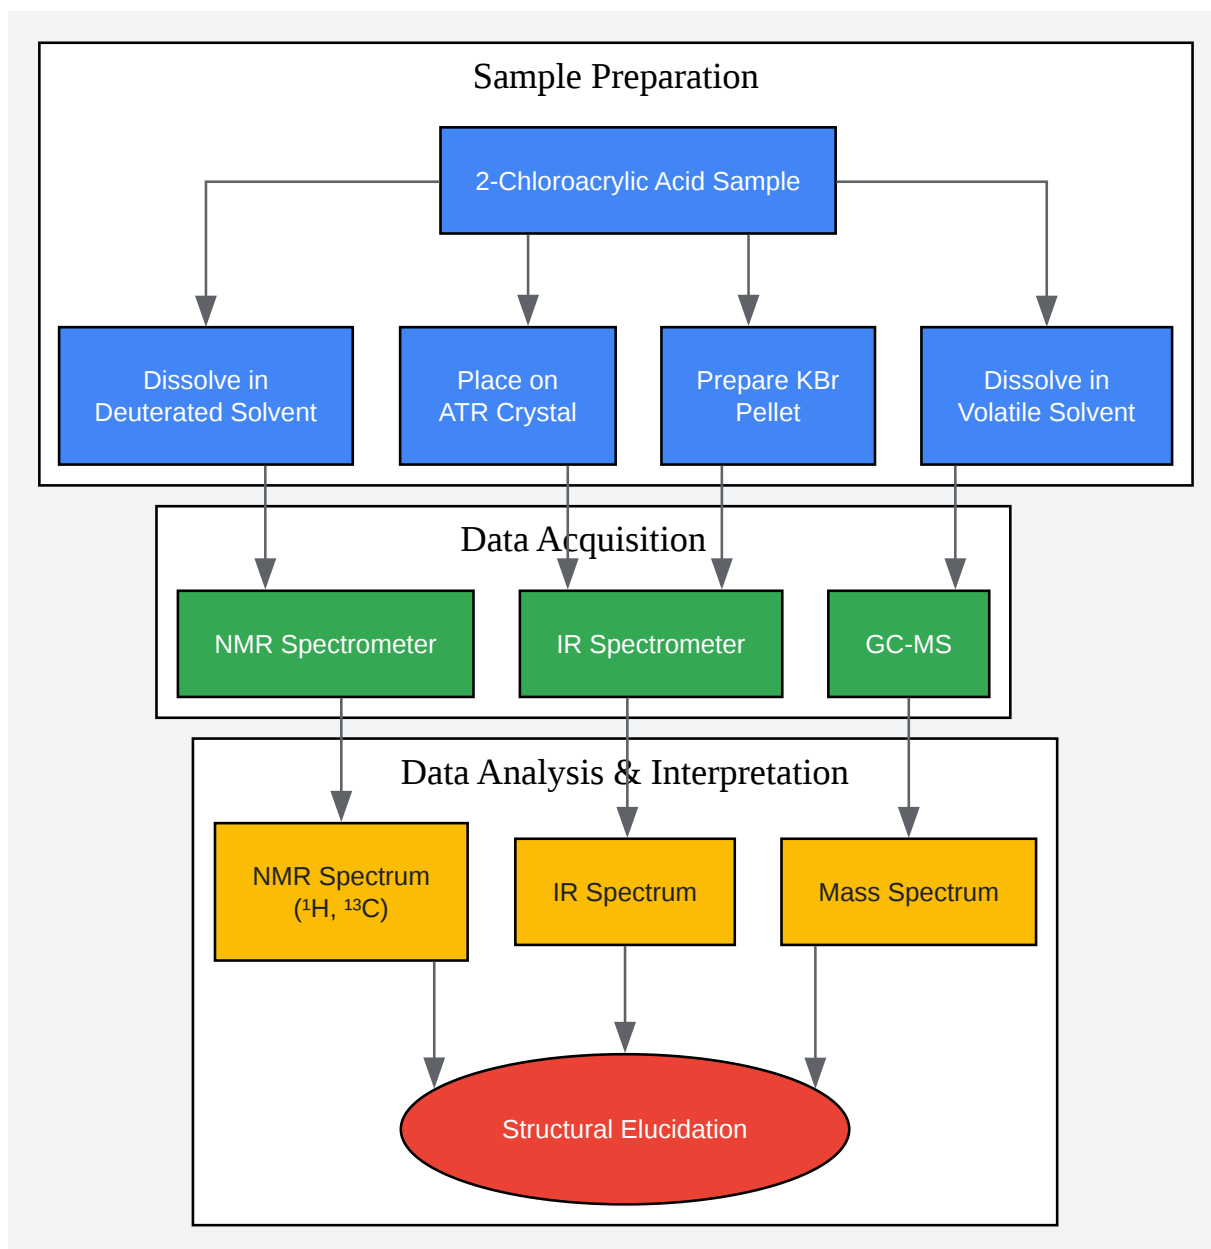 Sample Preparation
2-Chloroacrylic Acid Sample
Dissolve in
Deuterated Solvent
Place on
ATR Crystal
Prepare KBr
Pellet
Dissolve in
Volatile Solvent
Data Acquisition
NMR Spectrometer
IR Spectrometer
GC-MS
Data Analysis & Interpretation
NMR Spectrum
(¹H, ¹³C)
IR Spectrum
Mass Spectrum
Structural Elucidation